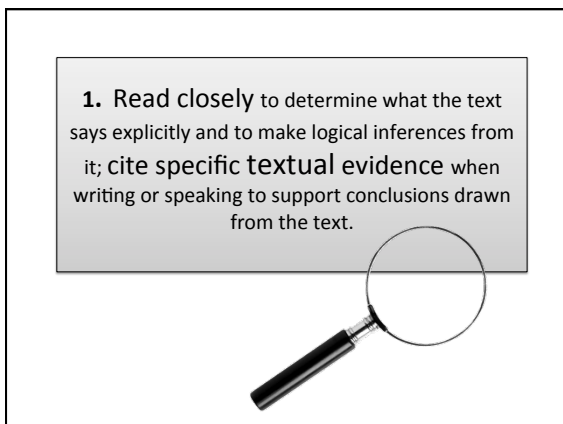 1. Read closely to determine what the text
says explicitly and to make logical inferences from
it; cite specific textual evidence when
writing or speaking to support conclusions drawn
from the text.